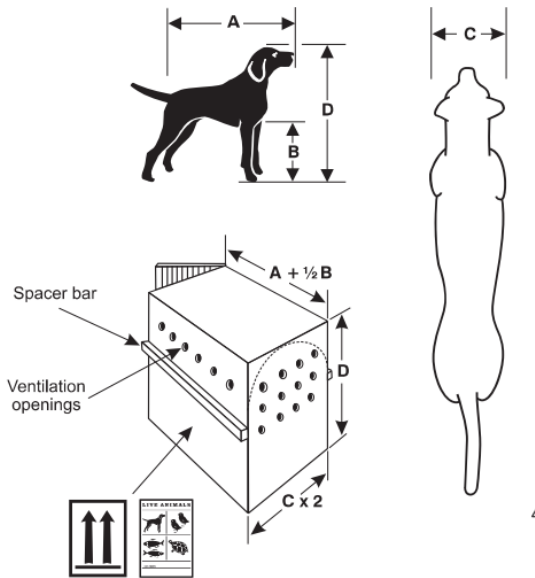 A
C
D
B
A + ½ B
Spacer bar
D
Ventilation
openings
C x 2
LIVE ANIMALS
4